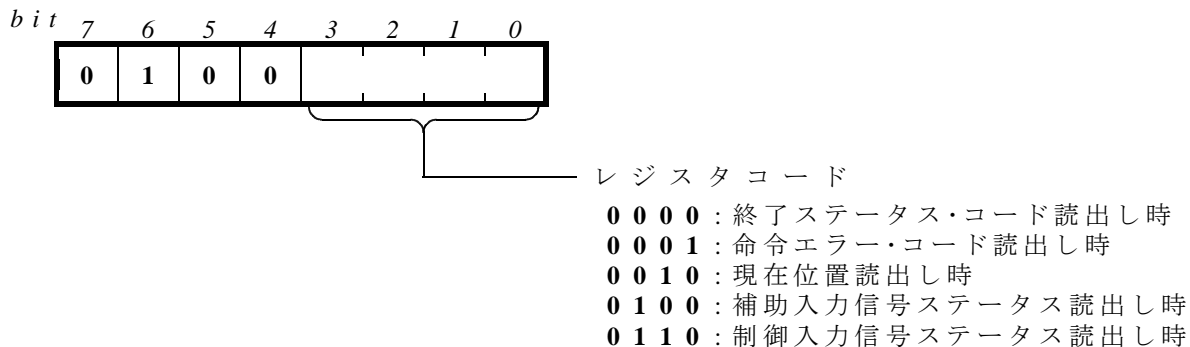 bit 7 6 5 4 3 2 1 0
0 1 0 0
レジスタコード
0000:終了ステータス・コード読出し時
0001:命令エラー・コード読出し時
0010:現在位置読出し時
0100:補助入力信号ステータス読出し時
0110:制御入力信号ステータス読出し時